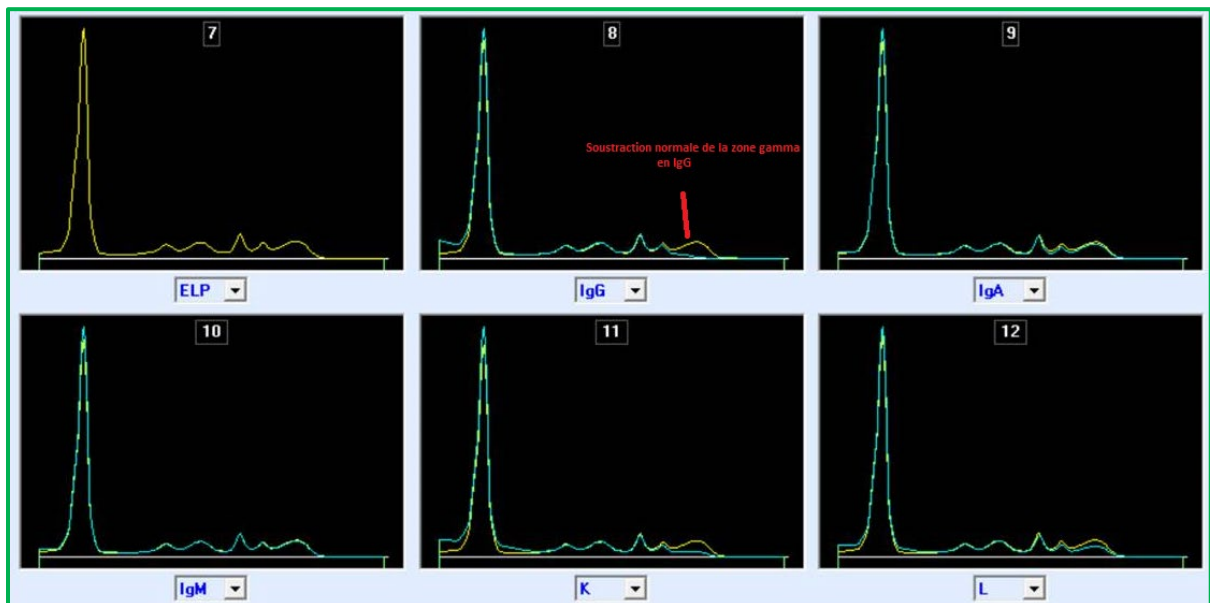 7
8
9
Soustraction normale de la zone gamma
en IgG
ELP
IgG
IgA
10
11
12
IgM
K
L